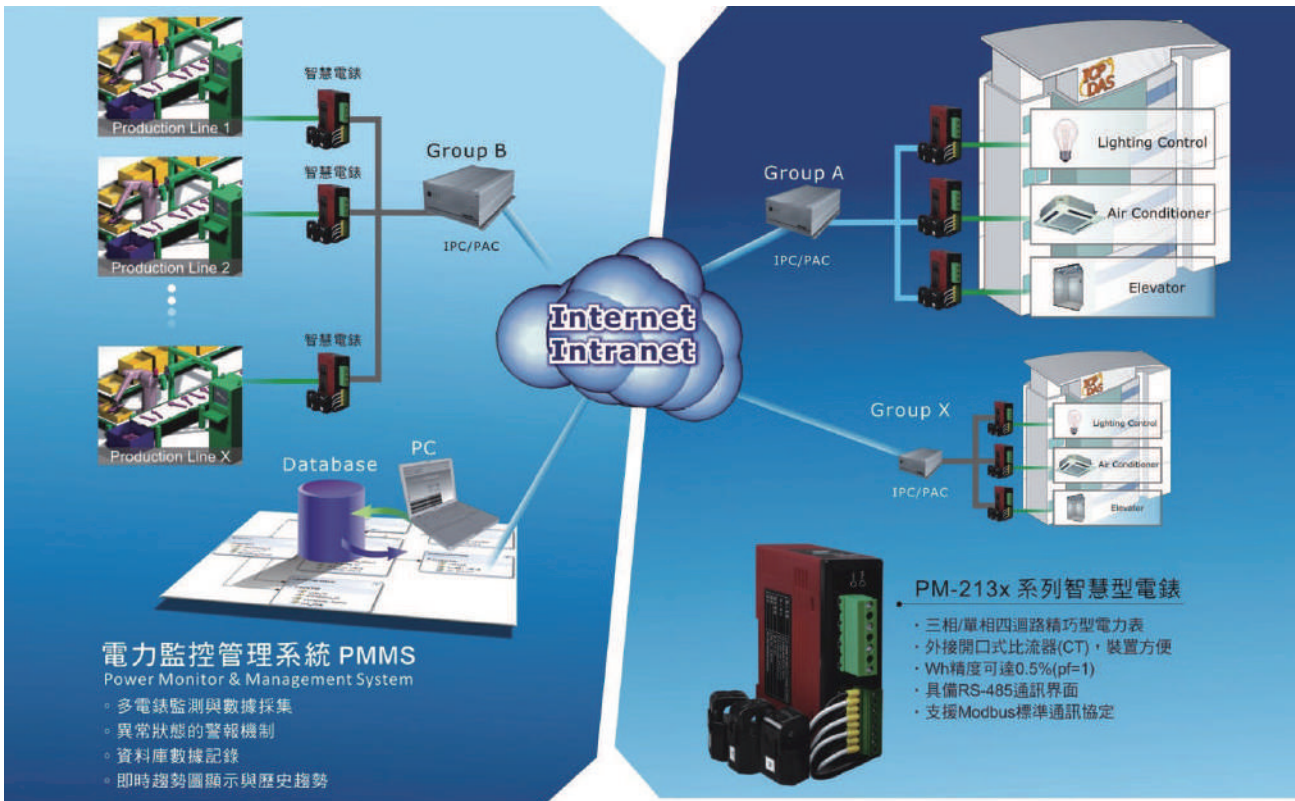 Production Line 1
智慧電錶
Production Line 2
智慧電錶
Production Line X
智慧電錶
Group B
IPC/PAC
Database
PC
電力監控管理系統 PMMS
Power Monitor & Management System
◦ 多電錶監測與數據採集
◦ 異常狀態的警報機制
◦ 資料庫數據記錄
◦ 即時趨勢圖顯示與歷史趨勢
Internet
Intranet
Group A
IPC/PAC
ICP
DAS
Lighting Control
Air Conditioner
Elevator
Group X
IPC/PAC
ICP
DAS
Lighting Control
Air Conditioner
Elevator
PM-213x 系列智慧型電錶
· 三相/單相四迴路精巧型電力表
· 外接開口式比流器(CT)，裝置方便
· Wh精度可達0.5%(pf=1)
· 具備RS-485通訊界面
· 支援Modbus標準通訊協定